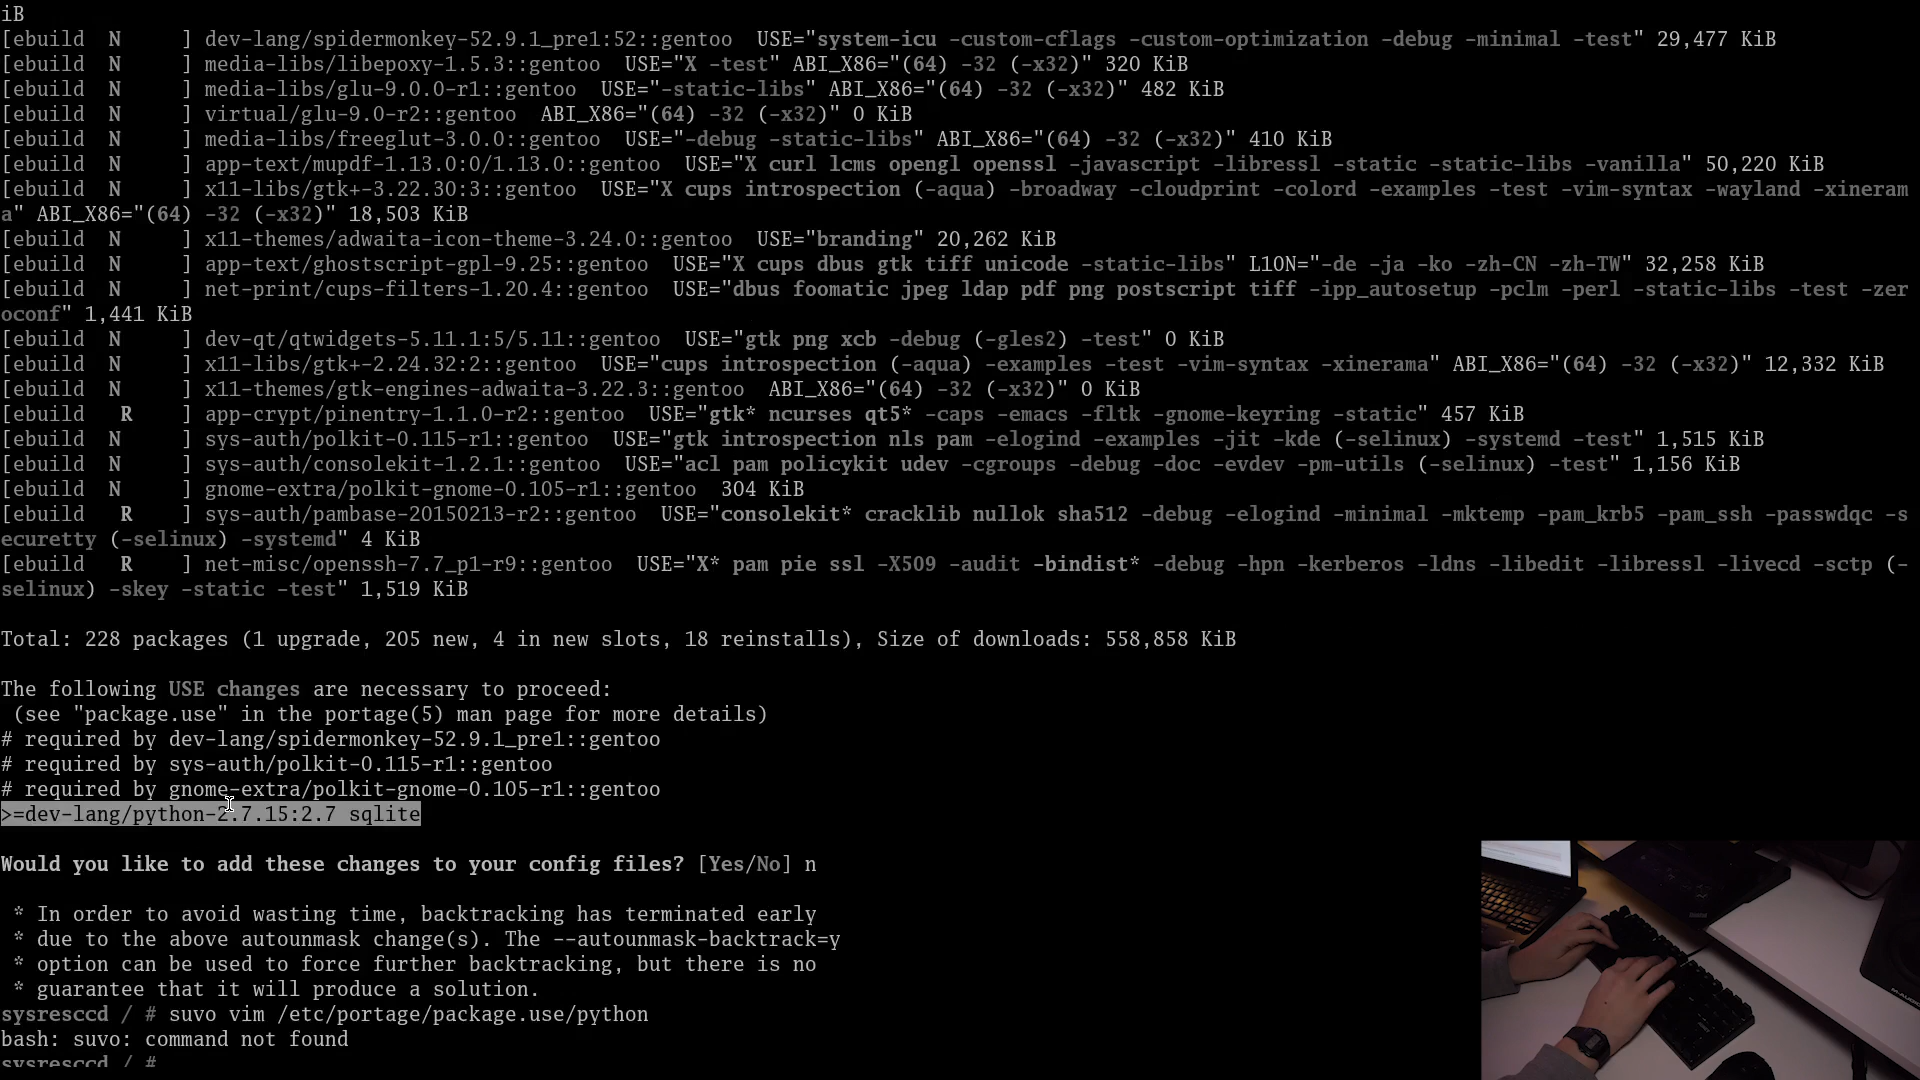 iB
[ebuild  N     ] dev-lang/spidermonkey-52.9.1_pre1:52::gentoo  USE="system-icu -custom-cflags -custom-optimization -debug -minimal -test" 29,477 KiB
[ebuild  N     ] media-libs/libepoxy-1.5.3::gentoo  USE="X -test" ABI_X86="(64) -32 (-x32)" 320 KiB
[ebuild  N     ] media-libs/glu-9.0.0-r1::gentoo  USE="-static-libs" ABI_X86="(64) -32 (-x32)" 482 KiB
[ebuild  N     ] virtual/glu-9.0-r2::gentoo  ABI_X86="(64) -32 (-x32)" 0 KiB
[ebuild  N     ] media-libs/freeglut-3.0.0::gentoo  USE="-debug -static-libs" ABI_X86="(64) -32 (-x32)" 410 KiB
[ebuild  N     ] app-text/mupdf-1.13.0:0/1.13.0::gentoo  USE="X curl lcms opengl openssl -javascript -libressl -static -static-libs -vanilla" 50,220 KiB
[ebuild  N     ] x11-libs/gtk+-3.22.30:3::gentoo  USE="X cups introspection (-aqua) -broadway -cloudprint -colord -examples -test -vim-syntax -wayland -xineram
a" ABI_X86="(64) -32 (-x32)" 18,503 KiB
[ebuild  N     ] x11-themes/adwaita-icon-theme-3.24.0::gentoo  USE="branding" 20,262 KiB
[ebuild  N     ] app-text/ghostscript-gpl-9.25::gentoo  USE="X cups dbus gtk tiff unicode -static-libs" L10N="-de -ja -ko -zh-CN -zh-TW" 32,258 KiB
[ebuild  N     ] net-print/cups-filters-1.20.4::gentoo  USE="dbus foomatic jpeg ldap pdf png postscript tiff -ipp_autosetup -pclm -perl -static-libs -test -zer
oconf" 1,441 KiB
[ebuild  N     ] dev-qt/qtwidgets-5.11.1:5/5.11::gentoo  USE="gtk png xcb -debug (-gles2) -test" 0 KiB
[ebuild  N     ] x11-libs/gtk+-2.24.32:2::gentoo  USE="cups introspection (-aqua) -examples -test -vim-syntax -xinerama" ABI_X86="(64) -32 (-x32)" 12,332 KiB
[ebuild  N     ] x11-themes/gtk-engines-adwaita-3.22.3::gentoo  ABI_X86="(64) -32 (-x32)" 0 KiB
[ebuild   R    ] app-crypt/pinentry-1.1.0-r2::gentoo  USE="gtk* ncurses qt5* -caps -emacs -fltk -gnome-keyring -static" 457 KiB
[ebuild  N     ] sys-auth/polkit-0.115-r1::gentoo  USE="gtk introspection nls pam -elogind -examples -jit -kde (-selinux) -systemd -test" 1,515 KiB
[ebuild  N     ] sys-auth/consolekit-1.2.1::gentoo  USE="acl pam policykit udev -cgroups -debug -doc -evdev -pm-utils (-selinux) -test" 1,156 KiB
[ebuild  N     ] gnome-extra/polkit-gnome-0.105-r1::gentoo  304 KiB
[ebuild   R    ] sys-auth/pambase-20150213-r2::gentoo  USE="consolekit* cracklib nullok sha512 -debug -elogind -minimal -mktemp -pam_krb5 -pam_ssh -passwdqc -s
ecuretty (-selinux) -systemd" 4 KiB
[ebuild   R    ] net-misc/openssh-7.7_p1-r9::gentoo  USE="X* pam pie ssl -X509 -audit -bindist* -debug -hpn -kerberos -ldns -libedit -libressl -livecd -sctp (-
selinux) -skey -static -test" 1,519 KiB
Total: 228 packages (1 upgrade, 205 new, 4 in new slots, 18 reinstalls), Size of downloads: 558,858 KiB
The following USE changes are necessary to proceed:
 (see "package.use" in the portage(5) man page for more details)
# required by dev-lang/spidermonkey-52.9.1_pre1::gentoo
# required by sys-auth/polkit-0.115-r1::gentoo
# required by gnome-extra/polkit-gnome-0.105-r1::gentoo
>=dev-lang/python-2.7.15:2.7 sqlite
Would you like to add these changes to your config files? [Yes/No] n
 * In order to avoid wasting time, backtracking has terminated early
 * due to the above autounmask change(s). The --autounmask-backtrack=y
 * option can be used to force further backtracking, but there is no
 * guarantee that it will produce a solution.
sysresccd / # suvo vim /etc/portage/package.use/python
bash: suvo: command not found
sysresccd / #